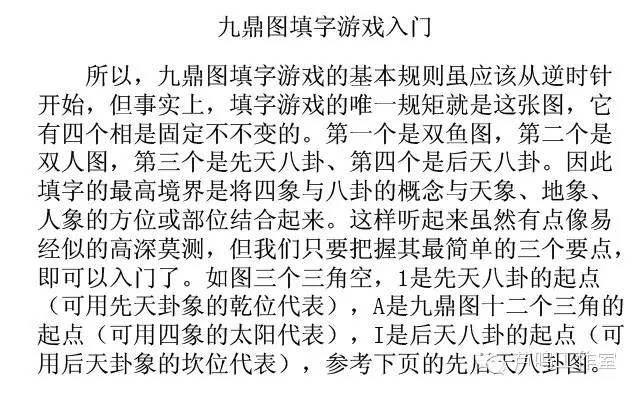 九鼎图填字游戏入门
所以，九鼎图填字游戏的基本规则虽应该从逆时针
开始，但事实上，填字游戏的唯一规矩就是这张图，它
有四个相是固定不不变的。第一个是双鱼图，第二个是
双人图，第三个是先天八卦、第四个是后天八卦。因此
填字的最高境界是将四象与八卦的概念与天象、地象、
人象的方位或部位结合起来。这样听起来虽然有点像易
经似的高深莫测，但我们只要把握其最简单的三个要点，
即可以入门了。如图三个三角空，1是先天八卦的起点
（可用先天卦象的乾位代表），A是九鼎图十二个三角的
起点（可用四象的太阳代表），I是后天八卦的起点（可
用后天卦象的坎位代表），参考下页的先后天八卦图。
工作室